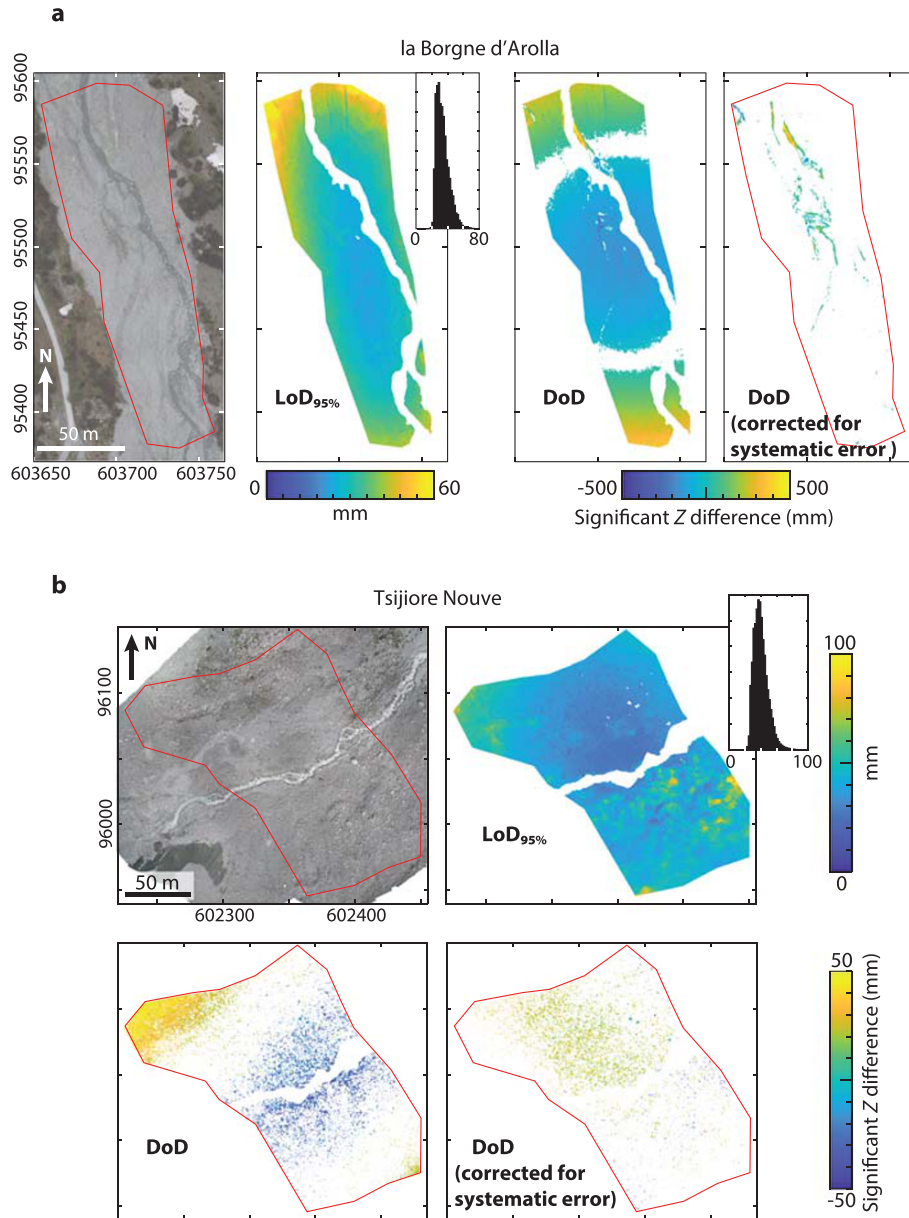 a
la Borgne d'Arolla
95600
95550
95500
95450
95400
N
50 m
603650 603700 603750
0 80
LoD95%
0 60
mm
DoD
DoD
(corrected for
systematic error )
-500 500
Significant Z difference (mm)
b
Tsijiore Nouve
N
96100
96000
50 m
602300 602400
LoD95%
0 100
100
mm
0
DoD
DoD
(corrected for
systematic error)
50
Significant Z difference (mm)
-50